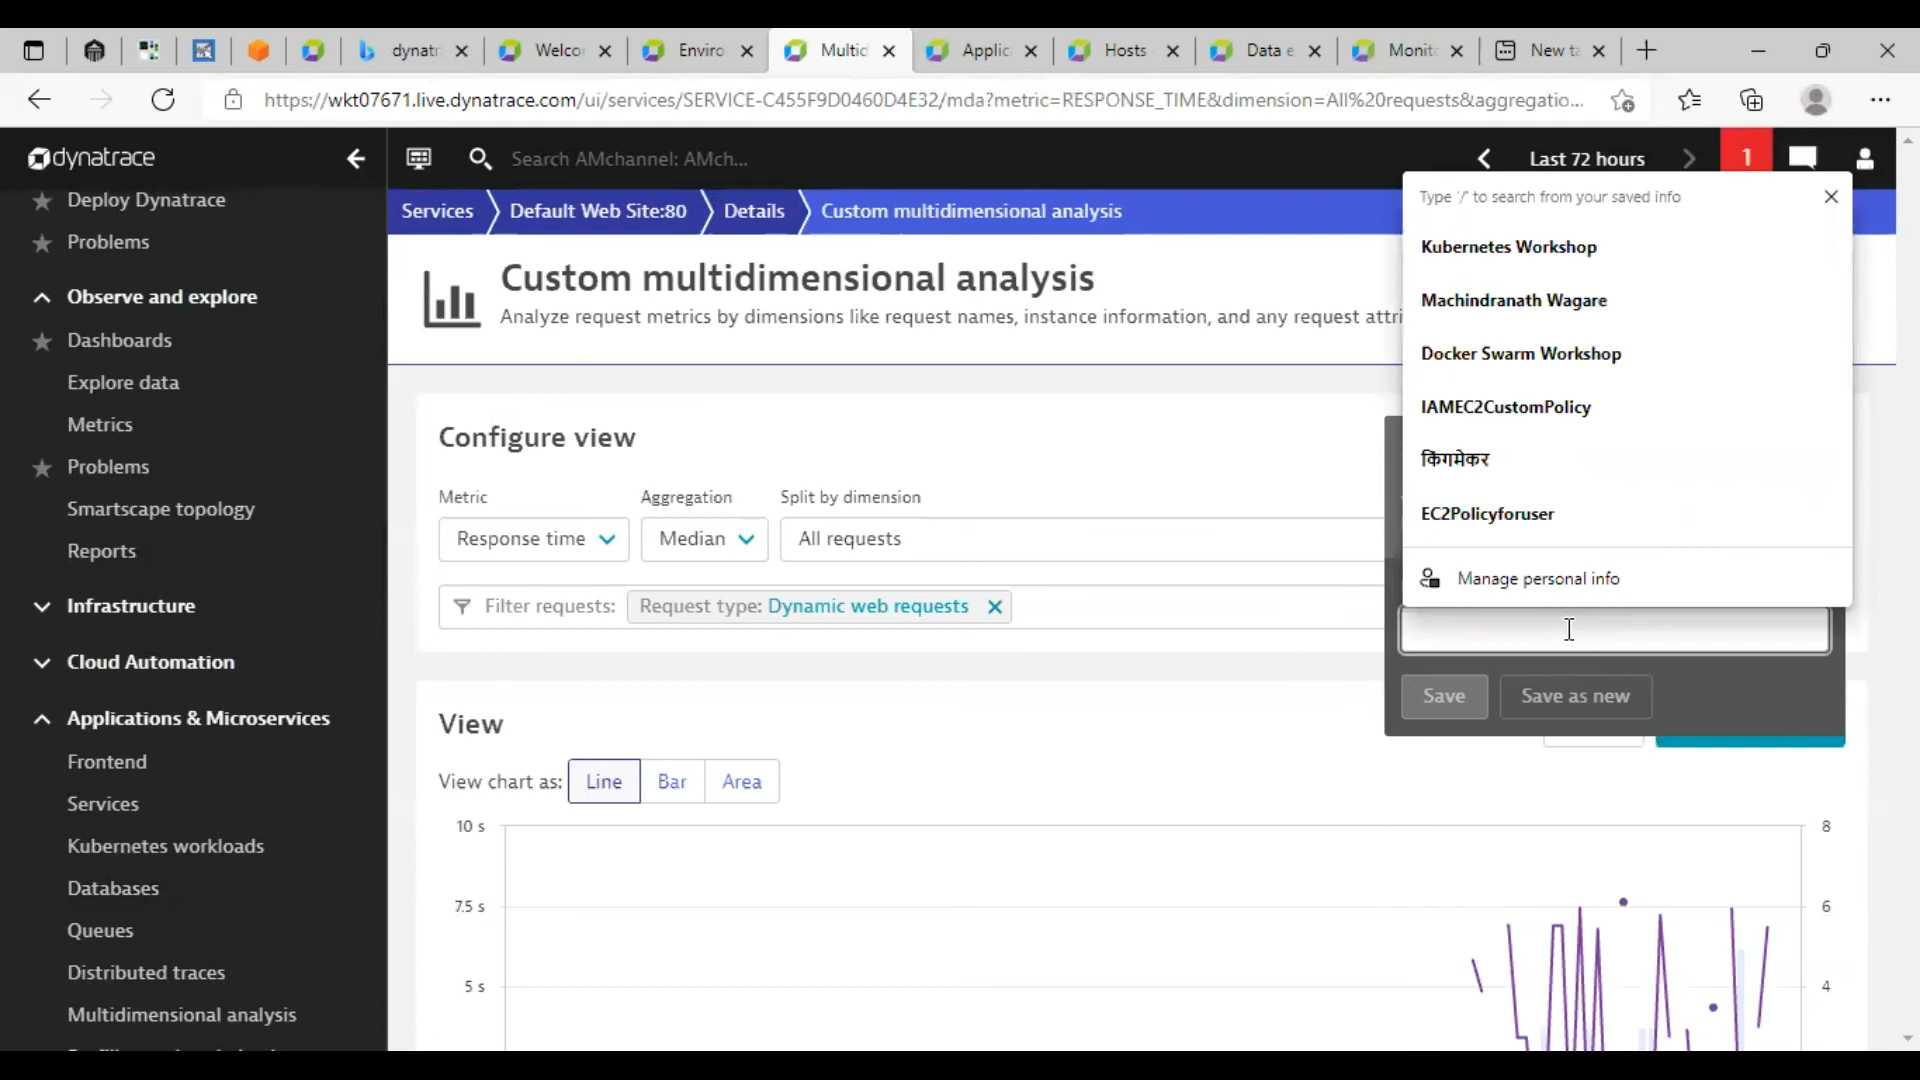 dynatr
Welco
Enviro
Multid
Applic
Hosts
Data e
Monito
New ta
https://wkt07671.live.dynatrace.com/ui/services/SERVICE-C455F9D0460D4E32/mda?metric=RESPONSE_TIME&dimension=All%20requests&aggregatio...
dynatrace
Search AMchannel: AMch...
Last 72 hours
1
Deploy Dynatrace
Problems
Observe and explore
Dashboards
Explore data
Metrics
Problems
Smartscape topology
Reports
Infrastructure
Cloud Automation
Applications & Microservices
Frontend
Services
Kubernetes workloads
Databases
Queues
Distributed traces
Multidimensional analysis
Services
Default Web Site:80
Details
Custom multidimensional analysis
Custom multidimensional analysis
Analyze request metrics by dimensions like request names, instance information, and any request attri
Type '/' to search from your saved info
Kubernetes Workshop
Machindranath Wagare
Docker Swarm Workshop
IAMEC2CustomPolicy
किंगमेकर
EC2Policyforuser
Manage personal info
Save
Save as new
Configure view
Metric
Aggregation
Split by dimension
Response time
Median
All requests
Filter requests:
Request type: Dynamic web requests
View
View chart as:
Line
Bar
Area
10 s
8
7.5 s
6
5 s
4